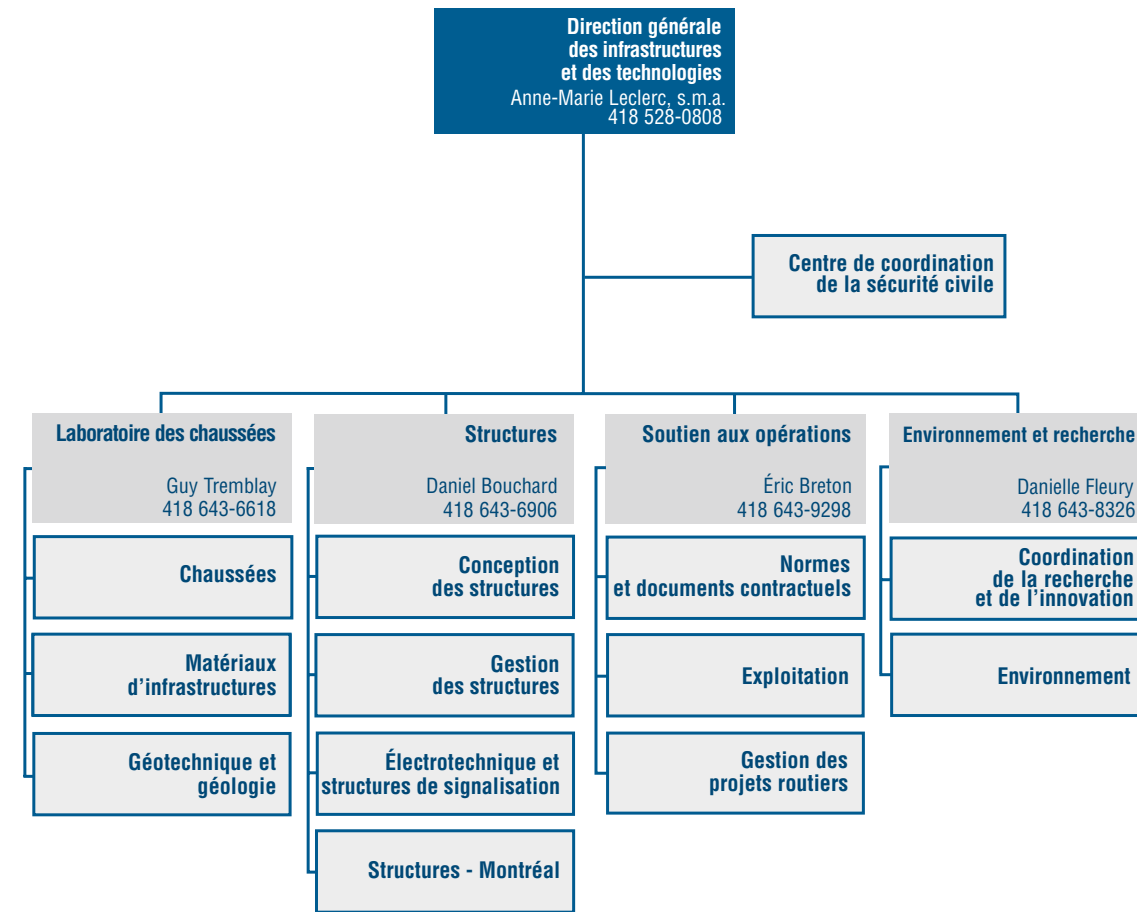 Direction générale
des infrastructures
et des technologies
Anne-Marie Leclerc, s.m.a.
418 528-0808
Centre de coordination
de la sécurité civile
Laboratoire des chaussées
Guy Tremblay
418 643-6618
Chaussées
Matériaux
d'infrastructures
Géotechnique et
géologie
Structures
Daniel Bouchard
418 643-6906
Conception
des structures
Gestion
des structures
Électrotechnique et
structures de signalisation
Structures - Montréal
Soutien aux opérations
Éric Breton
418 643-9298
Normes
et documents contractuels
Exploitation
Gestion des
projets routiers
Environnement et recherche
Danielle Fleury
418 643-8326
Coordination
de la recherche
et de l'innovation
Environnement